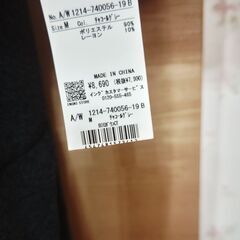 No. A/W 1214-740056-19 B
Size M Col. ﾁｬｺｰﾙｸﾞﾚｰ
ポリエステル 90%
レーヨン 10%
MADE IN CHINA
¥8,690 (税抜¥7,900)
イングカスタマーサービス
0120-555-485
A/W 1214-740056-19 B
M ﾁｬｺｰﾙｸﾞﾚｰ